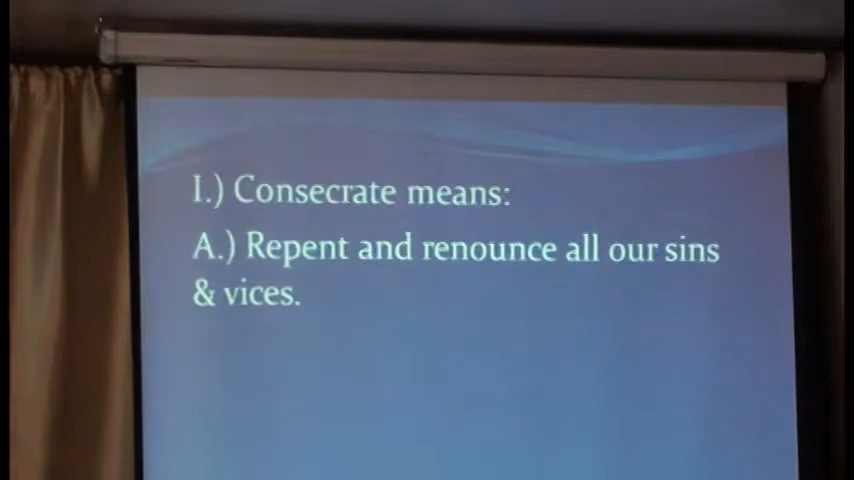 I.) Consecrate means:
A.) Repent and renounce all our sins
& vices.